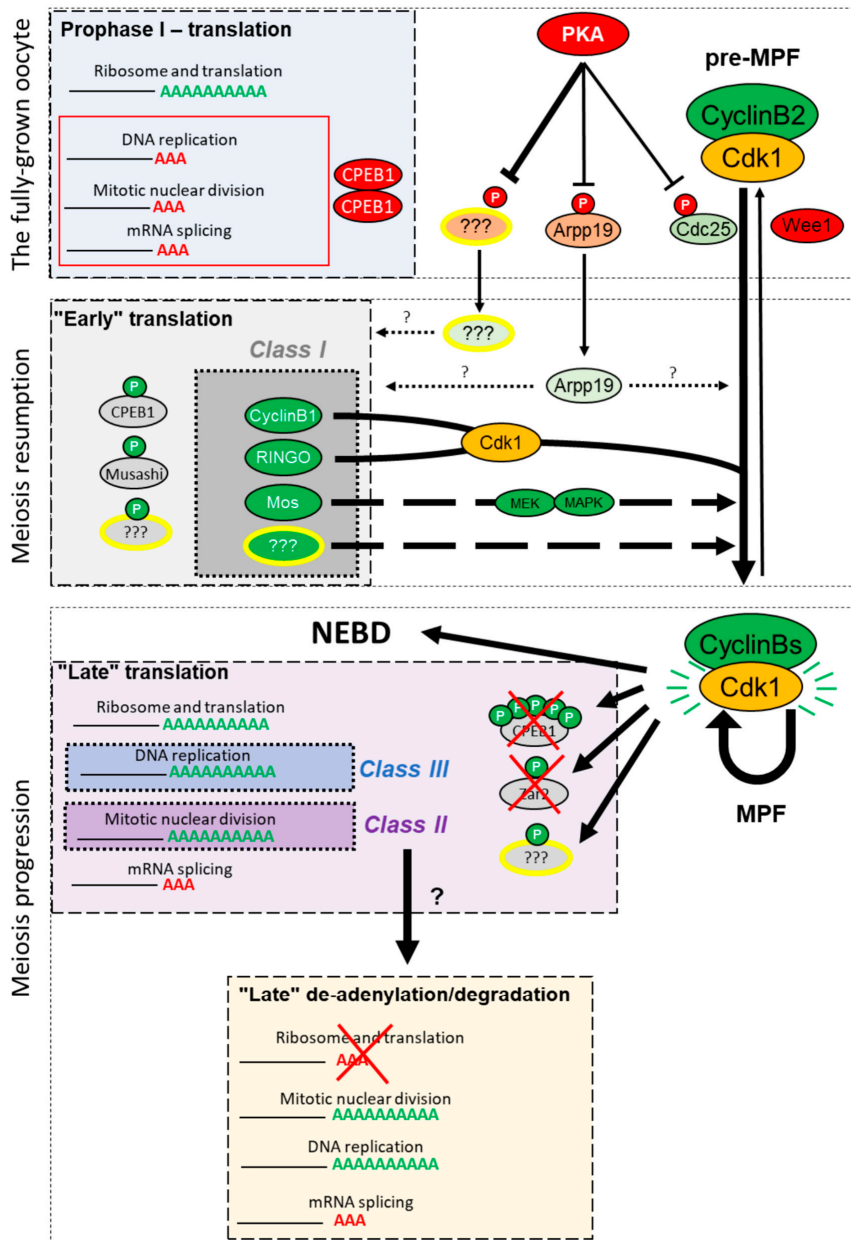 The fully-grown oocyte
Prophase I – translation
Ribosome and translation
AAAAAAAAAA
DNA replication
AAA
Mitotic nuclear division
AAA
mRNA splicing
AAA
CPEB1
CPEB1
PKA
P
???
P
Arpp19
P
Cdc25
pre-MPF
CyclinB2
Cdk1
Wee1
Meiosis resumption
"Early" translation
Class I
P
CPEB1
P
Musashi
P
???
CyclinB1
RINGO
Mos
???
?
???
?
Arpp19
?
Cdk1
MEK
MAPK
Meiosis progression
NEBD
CyclinBs
Cdk1
MPF
"Late" translation
Ribosome and translation
AAAAAAAAAA
DNA replication
AAAAAAAAAA
Class III
Mitotic nuclear division
AAAAAAAAAA
Class II
mRNA splicing
AAA
P P P P P
CPEB1
P
Zar2
P
???
?
"Late" de-adenylation/degradation
Ribosome and translation
AAA
Mitotic nuclear division
AAAAAAAAAA
DNA replication
AAAAAAAAAA
mRNA splicing
AAA